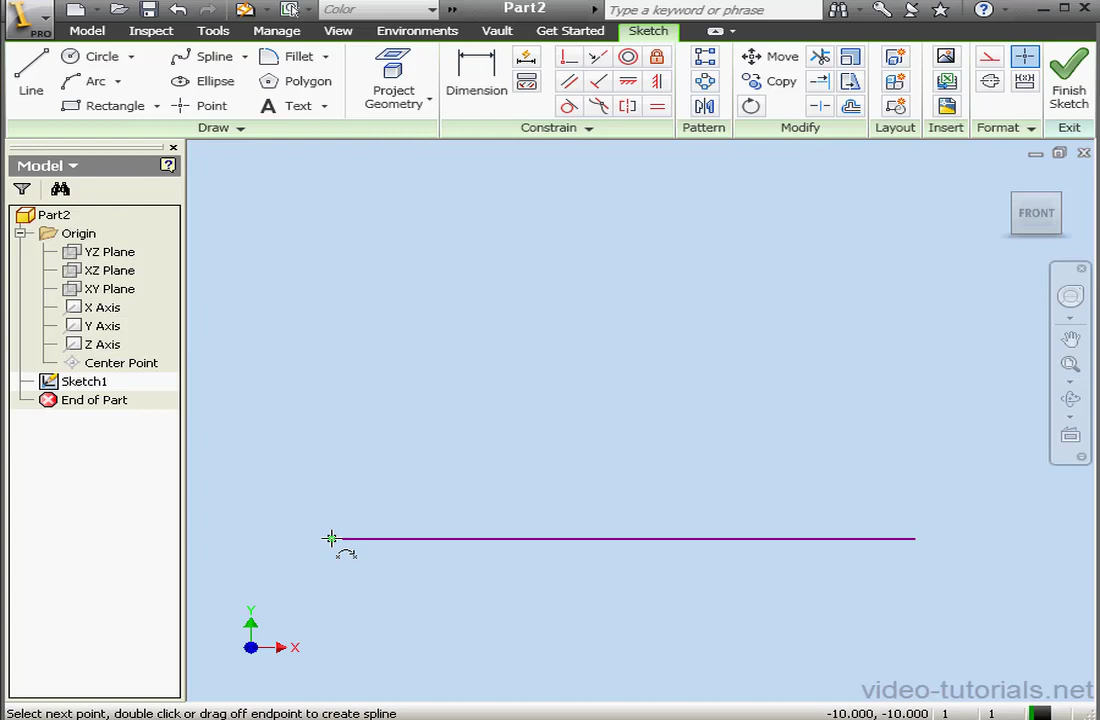 Color
Part2
Type a keyword or phrase
PRO
Model Inspect Tools Manage View Environments Vault Get Started Sketch
Line
Circle
Arc
Rectangle
Spline
Ellipse
Point
Fillet
Polygon
Text
Project
Geometry
Dimension
Move
Copy
Finish
Sketch
Draw Constrain Pattern Modify Layout Insert Format Exit
Model
Part2
Origin
YZ Plane
XZ Plane
XY Plane
X Axis
Y Axis
Z Axis
Center Point
Sketch1
End of Part
FRONT
Y
X
video-tutorials.net
Select next point, double click or drag off endpoint to create spline
-10.000, -10.000 1 1